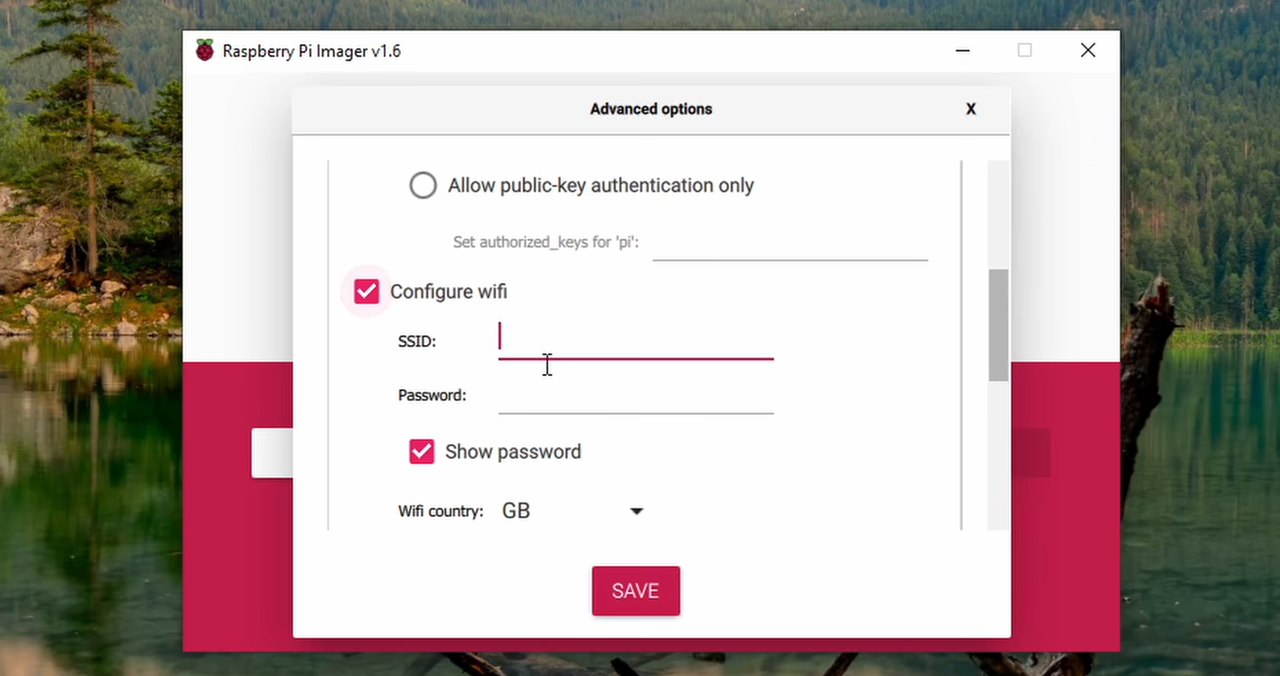 Raspberry Pi Imager v1.6
Advanced options
X
Allow public-key authentication only
Set authorized_keys for 'pi':
Configure wifi
SSID:
Password:
Show password
Wifi country: GB
SAVE